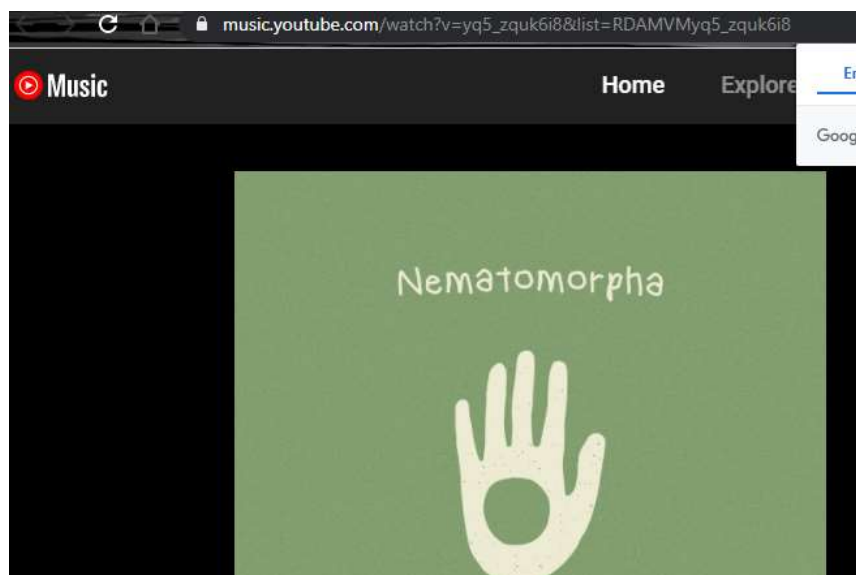 music.youtube.com/watch?v=yq5_zquk6i8&list=RDAMVMyq5_zquk6i8
Music Home Explore
Nematomorpha